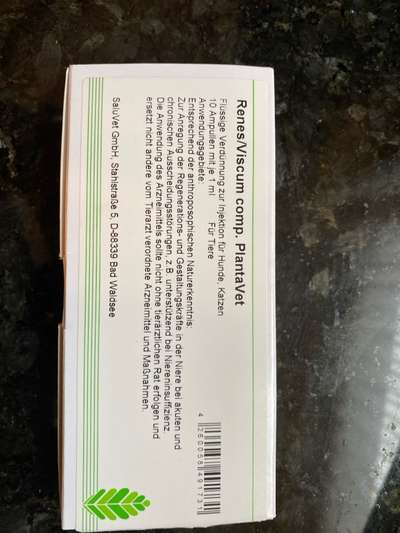 Renes/Viscum comp. PlantaVet
Flüssige Verdünnung zur Injektion für Hunde, Katzen
10 Ampullen mit je 1 ml Für Tiere
Anwendungsgebiete:
Entsprechend der anthroposophischen Naturerkenntnis:
Zur Anregung der Regenerations- und Gestaltungskräfte in der Niere bei akuten und
chronischen Ausscheidungsstörungen, z.B. unterstützend bei Niereninsuffizienz.
Die Anwendung des Arzneimittels sollte nicht ohne tierärztlichen Rat erfolgen und
ersetzt nicht andere vom Tierarzt verordnete Arzneimittel und Maßnahmen.
SaluVet GmbH, Stahlstraße 5, D-88339 Bad Waldsee
4 260058 491731